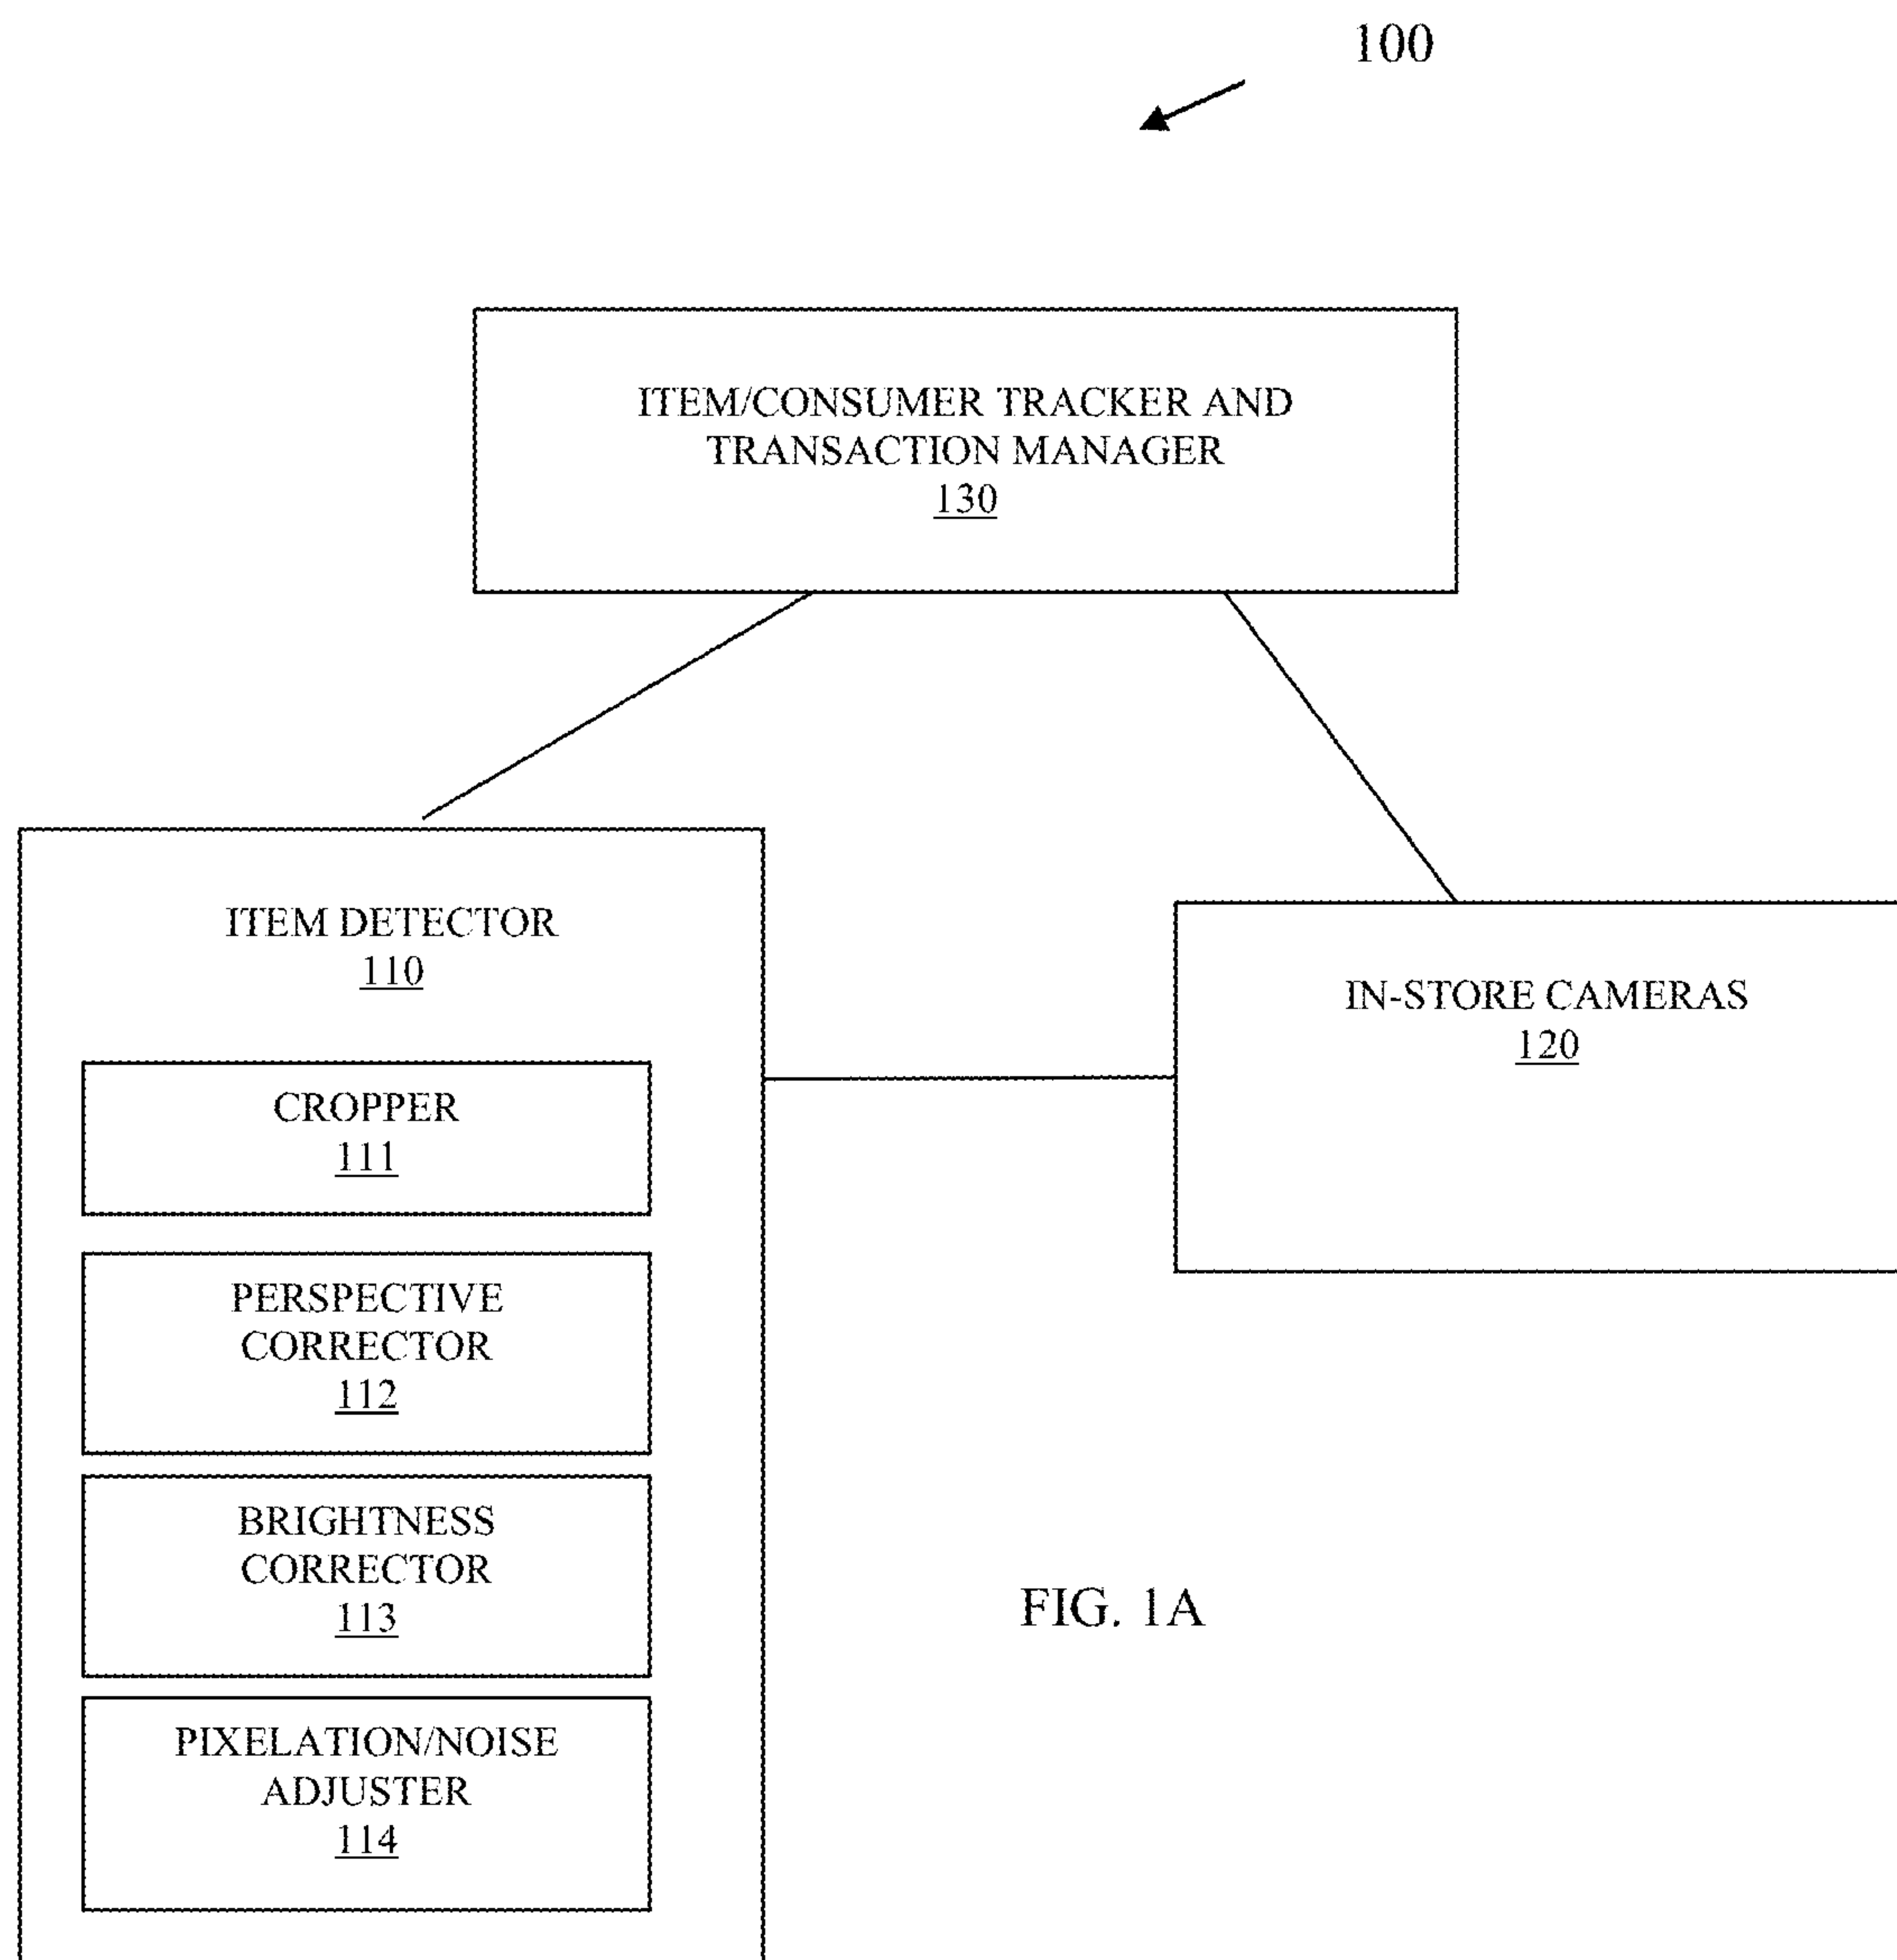 100
ITEM/CONSUMER TRACKER AND
TRANSACTION MANAGER
130
ITEM DETECTOR
110
CROPPER
111
PERSPECTIVE
CORRECTOR
112
BRIGHTNESS
CORRECTOR
113
PIXELATION/NOISE
ADJUSTER
114
IN-STORE CAMERAS
120
FIG. 1A